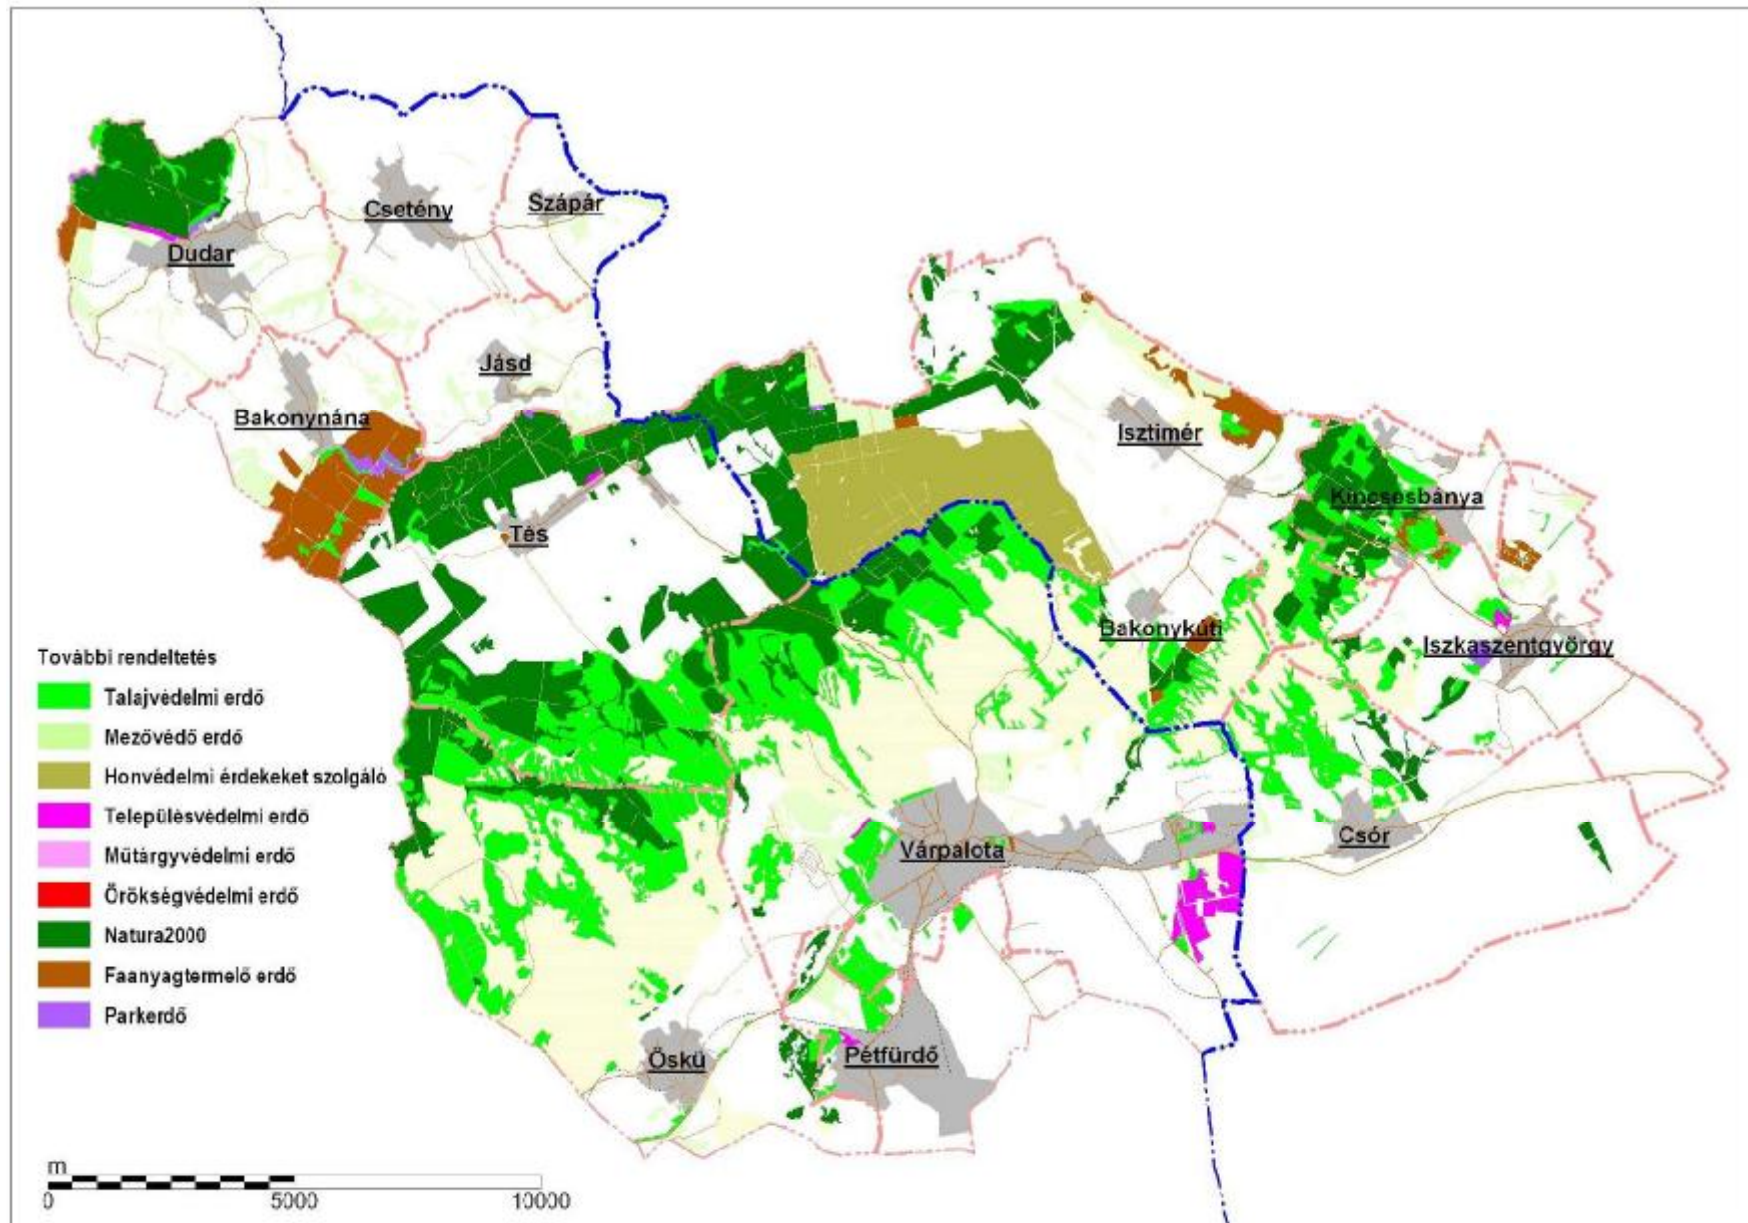 Csetény
Szápár
Dudar
Jásd
Bakonynána
Isztimér
Kincsesbánya
Tés
Bakonykúti
Iszkaszentgyörgy
További rendeltetés
Talajvédelmi erdő
Mezővédő erdő
Honvédelmi érdekeket szolgáló
Településvédelmi erdő
Műtárgyvédelmi erdő
Örökségvédelmi erdő
Natura2000
Faanyagtermelő erdő
Parkerdő
Várpalota
Csór
Öskü
Pétfürdő
m
0 5000 10000